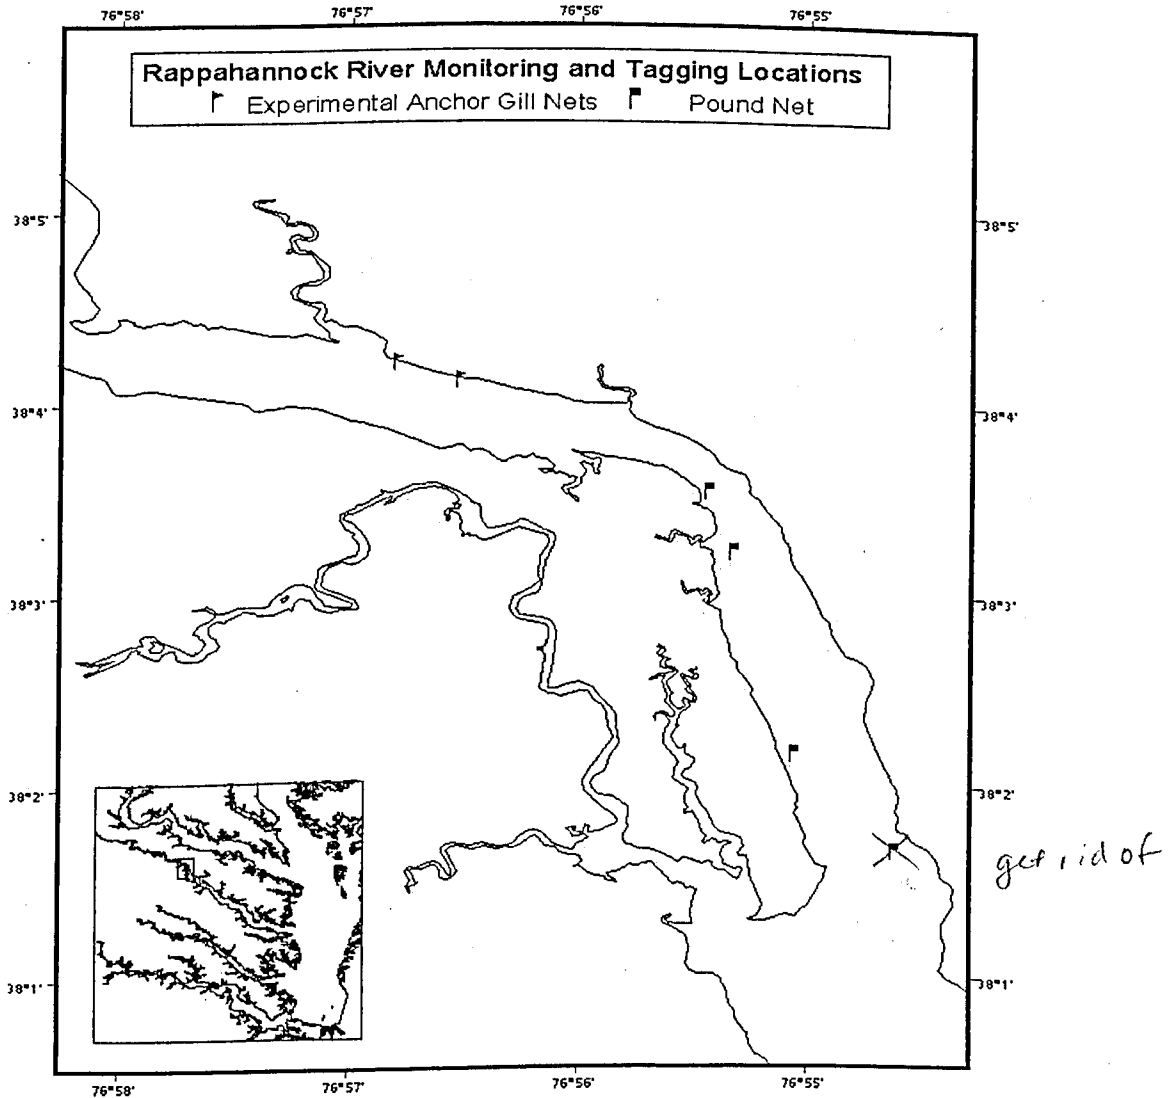 76°58' 76°57' 76°56' 76°55'
Rappahannock River Monitoring and Tagging Locations
Experimental Anchor Gill Nets Pound Net
38°5' 38°5'
38°4' 38°4'
38°3' 38°3'
38°2' 38°2'
get rid of
38°1' 38°1'
76°58' 76°57' 76°56' 76°55'